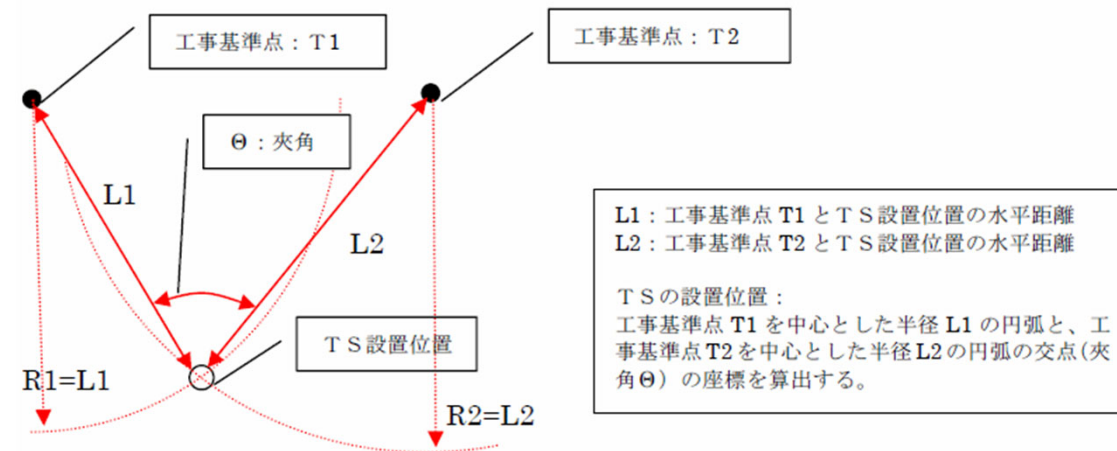 工事基準点：T1
工事基準点：T2
Θ：夾角
L1
L2
L1：工事基準点 T1 とＴＳ設置位置の水平距離
L2：工事基準点 T2 とＴＳ設置位置の水平距離
ＴＳの設置位置：
工事基準点 T1 を中心とした半径 L1 の円弧と、工
事基準点 T2 を中心とした半径 L2 の円弧の交点(夾
角Θ）の座標を算出する。
ＴＳ設置位置
R1=L1
R2=L2